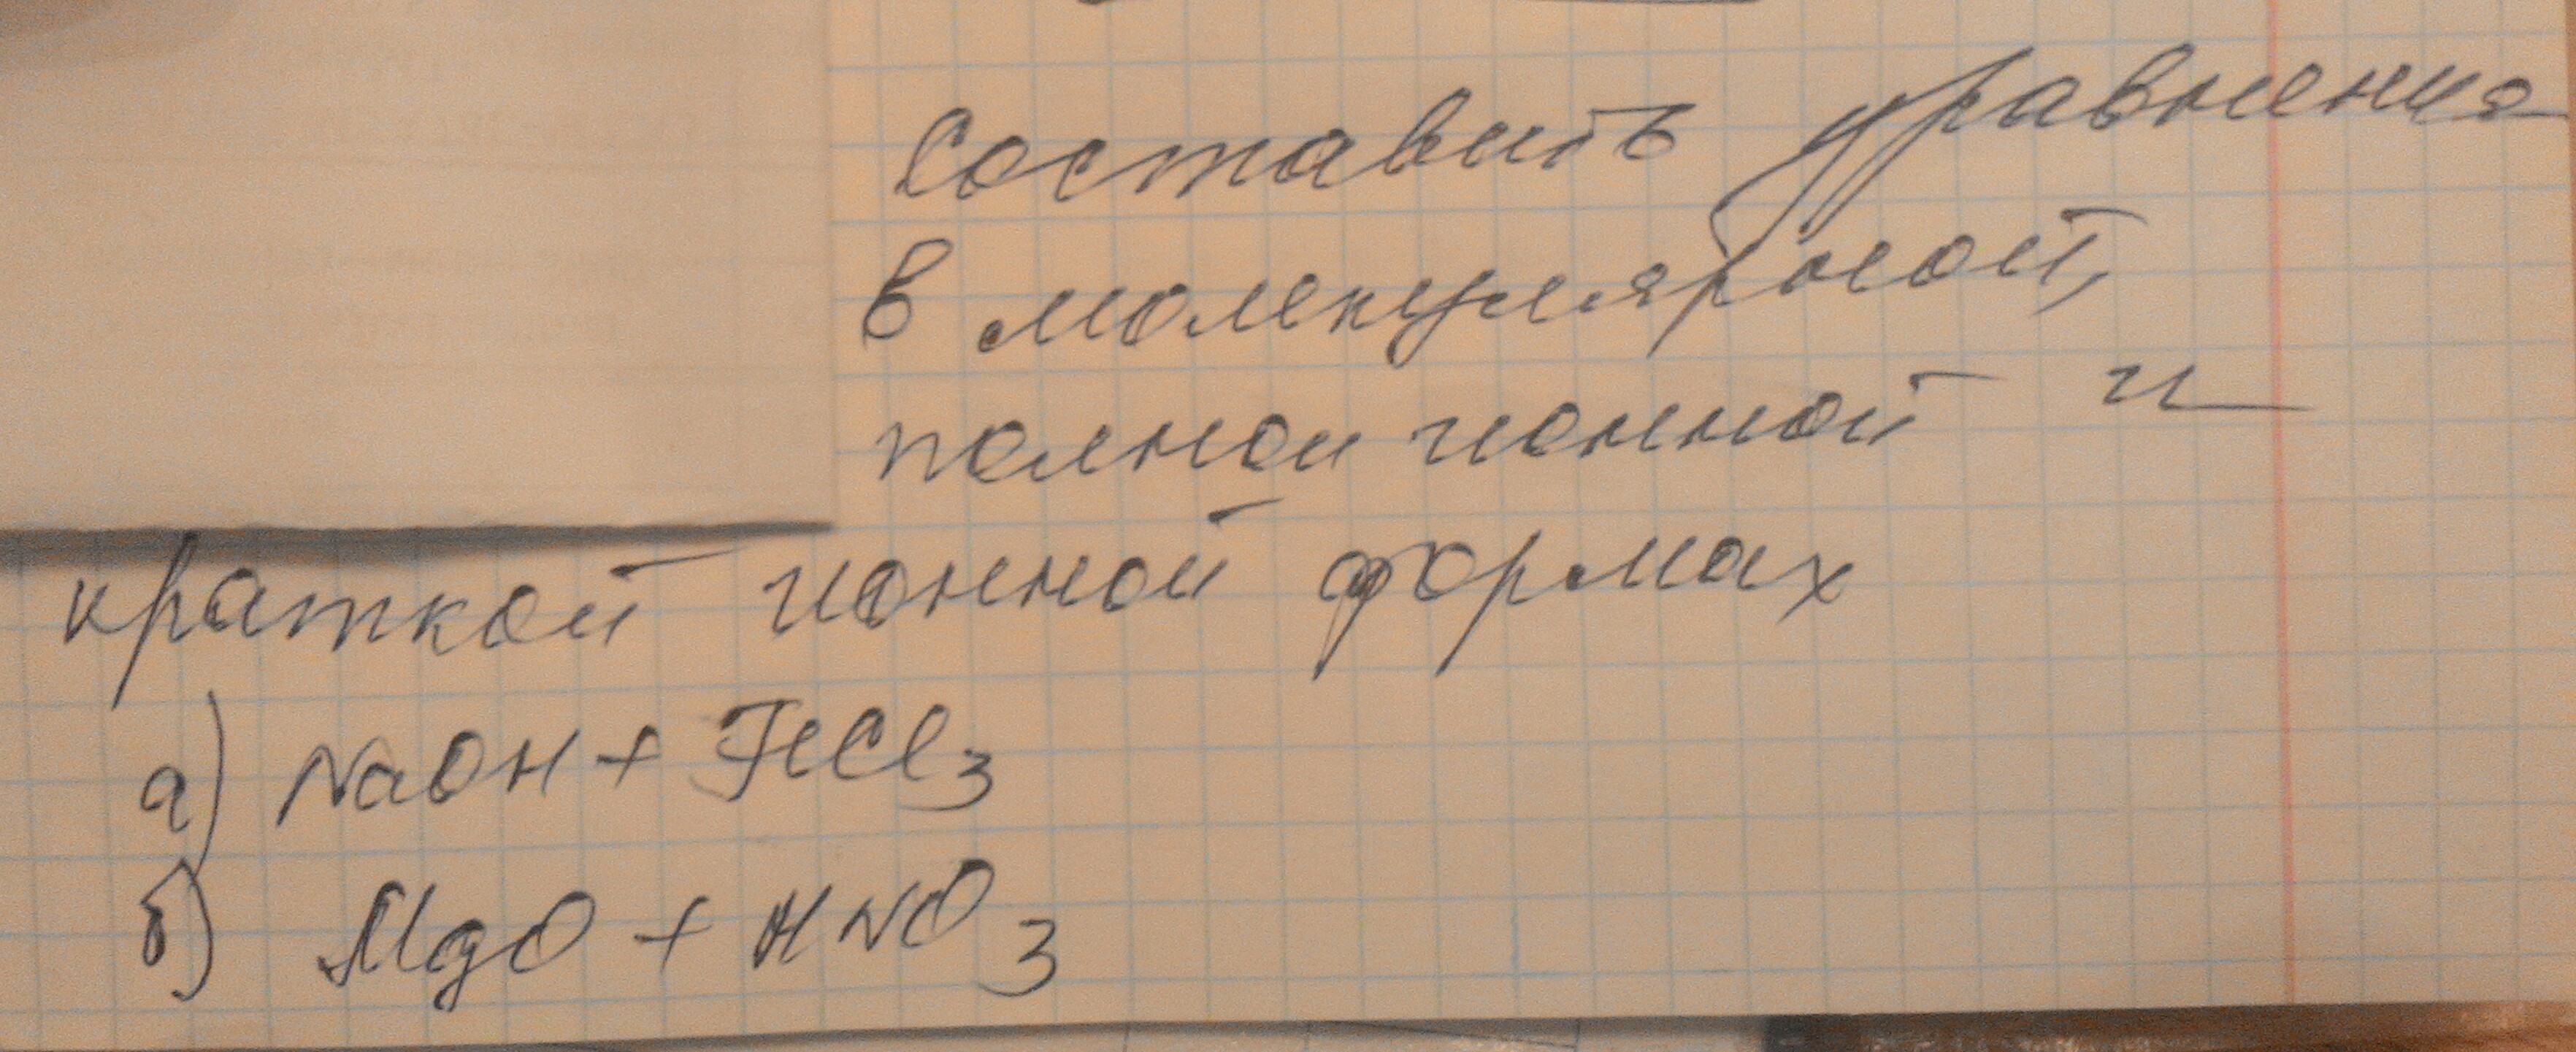 Составить уравнения
в молекулярной,
полной ионной и
краткой ионной формах
а) NaOH + FeCl3
б) MgO + HNO3